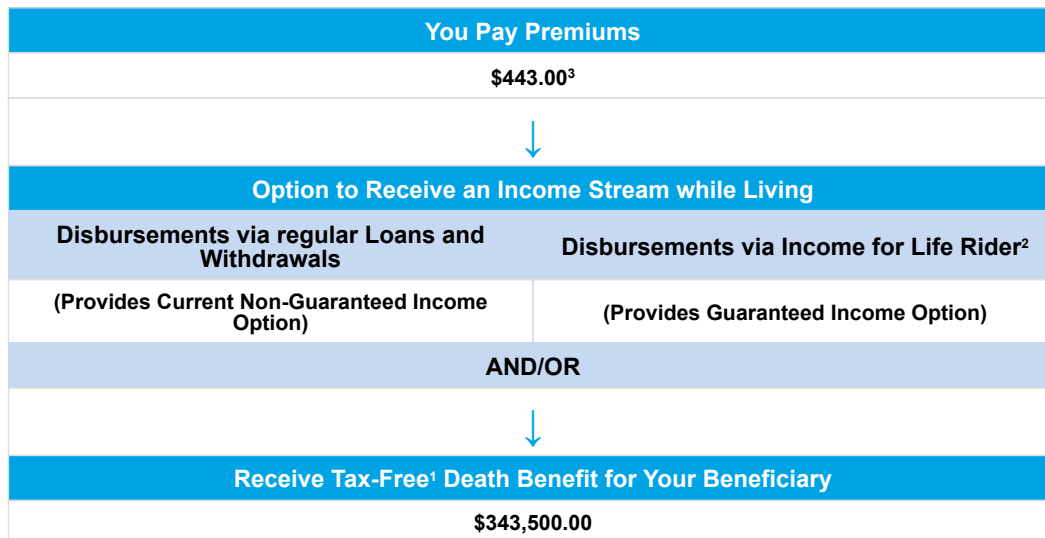 You Pay Premiums
$443.00³
↓
Option to Receive an Income Stream while Living
Disbursements via regular Loans and
Withdrawals
Disbursements via Income for Life Rider²
(Provides Current Non-Guaranteed Income
Option)
(Provides Guaranteed Income Option)
AND/OR
↓
Receive Tax-Free¹ Death Benefit for Your Beneficiary
$343,500.00